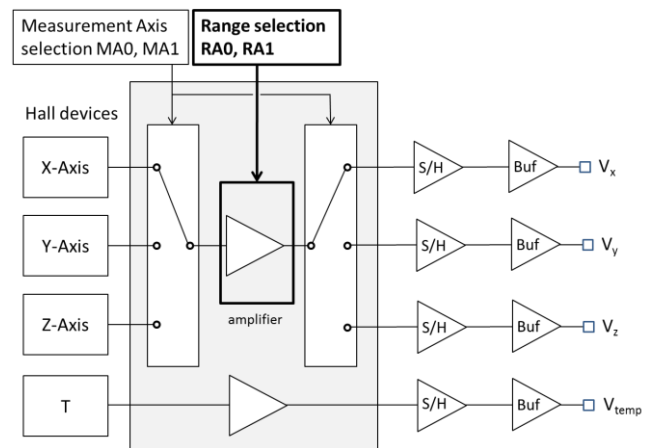 Measurement Axis
selection MA0, MA1
Range selection
RA0, RA1
Hall devices
X-Axis
S/H
Buf
Vx
Y-Axis
S/H
Buf
Vy
amplifier
Z-Axis
S/H
Buf
Vz
T
S/H
Buf
Vtemp